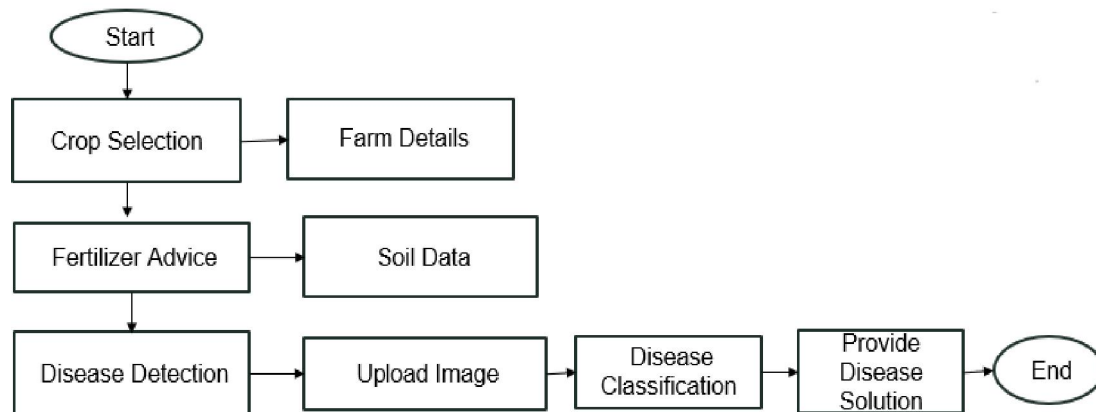 Start
Crop Selection
Farm Details
Fertilizer Advice
Soil Data
Disease Detection
Upload Image
Disease
Classification
Provide
Disease
Solution
End